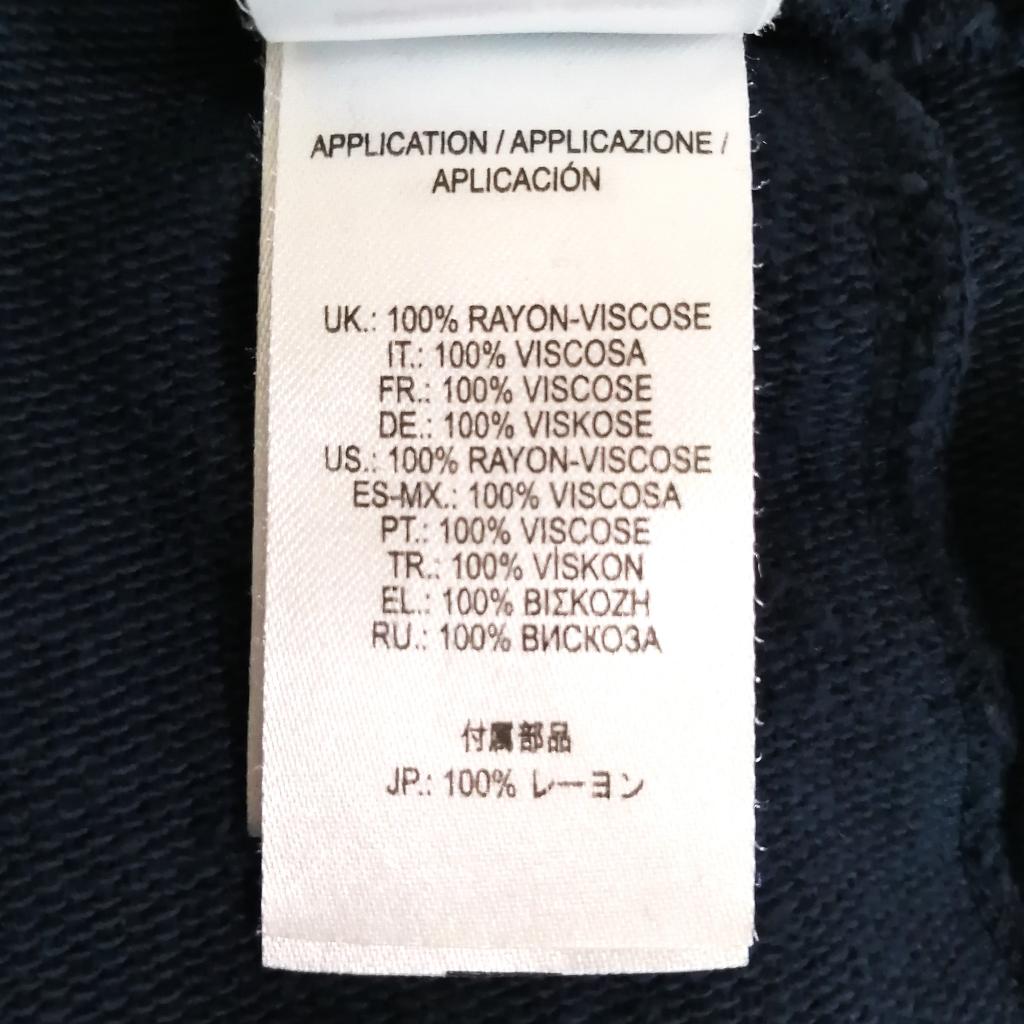 APPLICATION / APPLICAZIONE /
APLICACIÓN
UK.: 100% RAYON-VISCOSE
IT.: 100% VISCOSA
FR.: 100% VISCOSE
DE.: 100% VISKOSE
US.: 100% RAYON-VISCOSE
ES-MX.: 100% VISCOSA
PT.: 100% VISCOSE
TR.: 100% VİSKON
EL.: 100% ΒΙΣΚΟΖΗ
RU.: 100% ВИСКОЗА
付属部品
JP.: 100% レーヨン